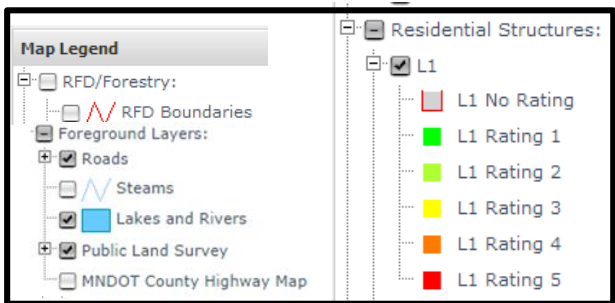 Map Legend
RFD/Forestry:
RFD Boundaries
Foreground Layers:
Roads
Steams
Lakes and Rivers
Public Land Survey
MNDOT County Highway Map
Residential Structures:
L1
L1 No Rating
L1 Rating 1
L1 Rating 2
L1 Rating 3
L1 Rating 4
L1 Rating 5